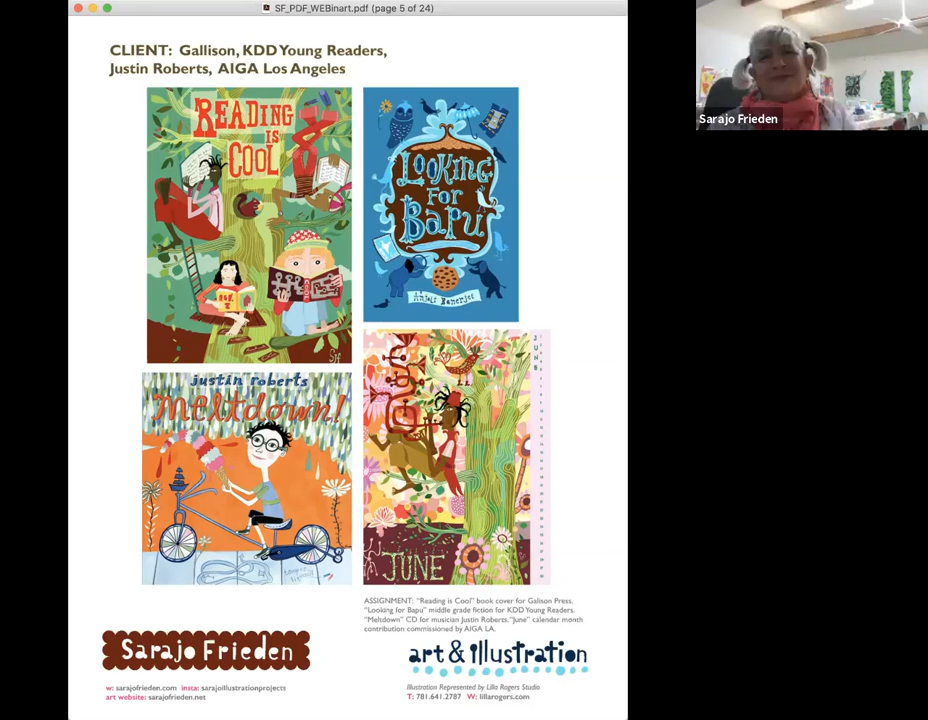 SF_PDF_WEBinart.pdf (page 5 of 24)
CLIENT: Gallison, KDD Young Readers,
Justin Roberts, AIGA Los Angeles
READING
IS
COOL
LOOKING
FOR
BAPU
Anjali Banerjee
justin roberts
Meltdown!
JUNE
JUNE
ASSIGNMENT: "Reading is Cool" book cover for Galison Press.
"Looking for Bapu" middle grade fiction for KDD Young Readers.
"Meltdown" CD for musician Justin Roberts. "June" calendar month
contribution commissioned by AIGA LA.
Sarajo Frieden
art & illustration
w: sarajofrieden.com insta: sarajoillustrationprojects
art website: sarajofrieden.net
Illustration Represented by Lilla Rogers Studio
T: 781.641.2787 W: lillarogers.com
Sarajo Frieden